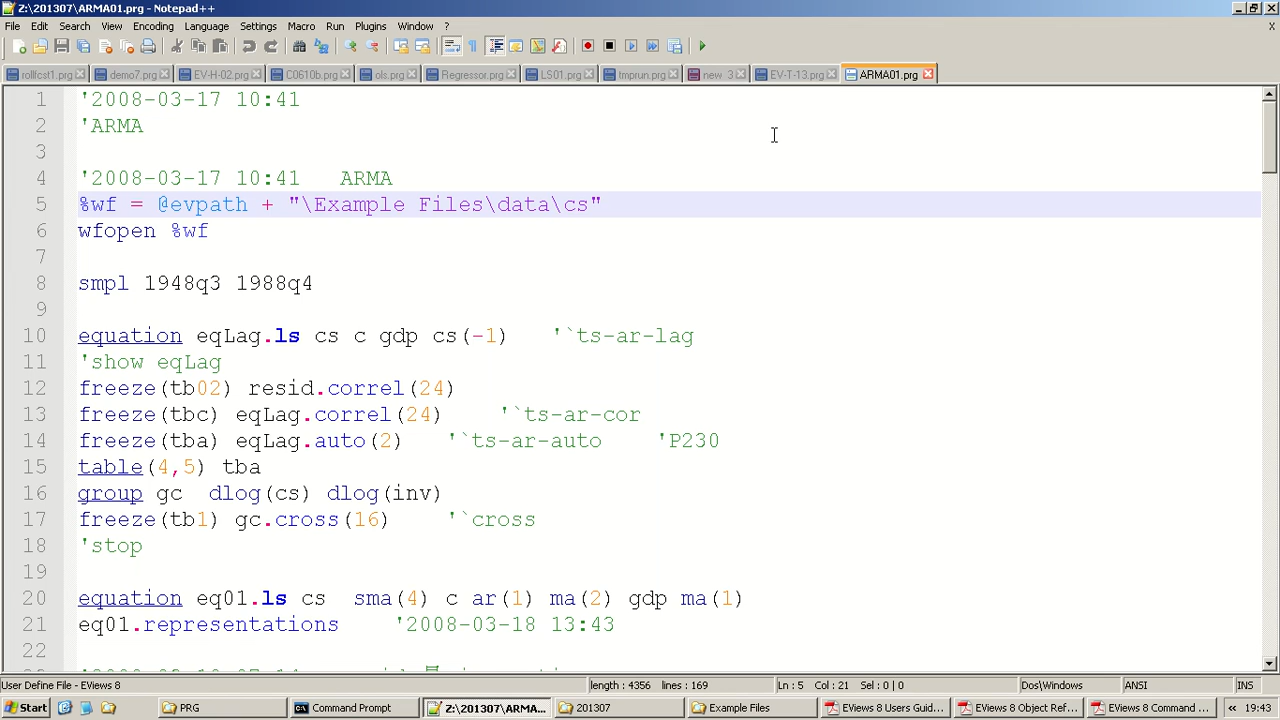 Z:\201307\ARMA01.prg - Notepad++
File Edit Search View Encoding Language Settings Macro Run Plugins Window ? X
rollfcst1.prg demo7.prg EV-H-02.prg C0610b.prg ols.prg Regressor.prg LS01.prg tmprun.prg new 3 EV-T-13.prg ARMA01.prg
1 '2008-03-17 10:41
2 'ARMA
3
4 '2008-03-17 10:41   ARMA
5 %wf = @evpath + "\Example Files\data\cs"
6 wfopen %wf
7
8 smpl 1948q3 1988q4
9
10 equation eqLag.ls cs c gdp cs(-1)   '`ts-ar-lag
11 'show eqLag
12 freeze(tb02) resid.correl(24)
13 freeze(tbc) eqLag.correl(24)    '`ts-ar-cor
14 freeze(tba) eqLag.auto(2)   '`ts-ar-auto    'P230
15 table(4,5) tba
16 group gc  dlog(cs) dlog(inv)
17 freeze(tb1) gc.cross(16)    '`cross
18 'stop
19
20 equation eq01.ls cs  sma(4) c ar(1) ma(2) gdp ma(1)
21 eq01.representations    '2008-03-18 13:43
22
User Define File - EViews 8 length : 4356 lines : 169 Ln : 5 Col : 21 Sel : 0 | 0 Dos\Windows ANSI INS
Start PRG Command Prompt Z:\201307\ARMA... 201307 Example Files EViews 8 Users Guid... EViews 8 Object Ref... EViews 8 Command ... 19:43